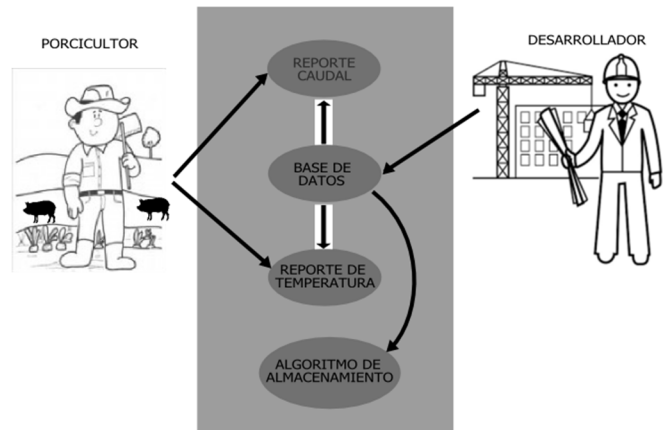 PORCICULTOR
DESARROLLADOR
REPORTE
CAUDAL
BASE DE
DATOS
REPORTE DE
TEMPERATURA
ALGORITMO DE
ALMACENAMIENTO